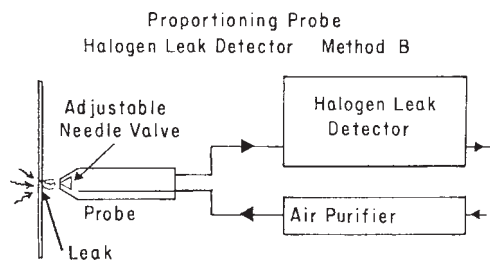 Proportioning Probe
Halogen Leak Detector Method B
Adjustable
Needle Valve
Halogen Leak
Detector
Probe
Air Purifier
Leak